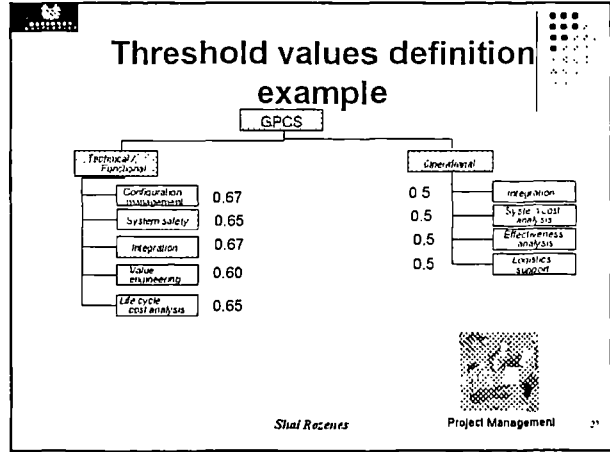 Threshold values definition
example
GPCS
Technical /
Functional
Configuration
management 0.67
System safety 0.65
Integration 0.67
Value
engineering 0.60
Life cycle
cost analysis 0.65
Operational
0.5 Integration
0.5 System cost
analysis
0.5 Effectiveness
analysis
0.5 Logistics
support
Shai Rozenes
Project Management